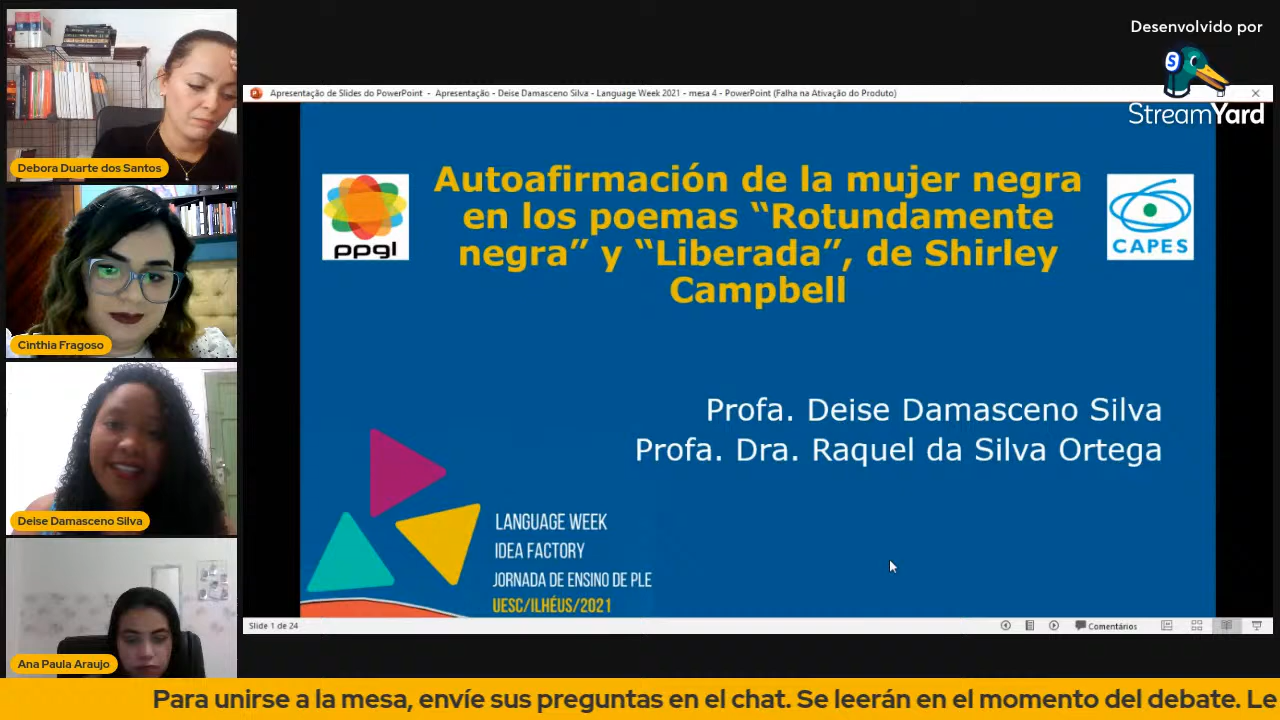 Debora Duarte dos Santos
Cinthia Fragoso
Deise Damasceno Silva
Ana Paula Araujo
Desenvolvido por
S
StreamYard
Apresentação de Slides do PowerPoint - Apresentação - Deise Damasceno Silva - Language Week 2021 - mesa 4 - PowerPoint (Falha na Ativação do Produto)
ppgl
Autoafirmación de la mujer negra
en los poemas “Rotundamente
negra” y “Liberada”, de Shirley
Campbell
CAPES
Profa. Deise Damasceno Silva
Profa. Dra. Raquel da Silva Ortega
LANGUAGE WEEK
IDEA FACTORY
JORNADA DE ENSINO DE PLE
UESC/ILHÉUS/2021
Slide 1 de 24
Comentários
Para unirse a la mesa, envíe sus preguntas en el chat. Se leerán en el momento del debate. Le